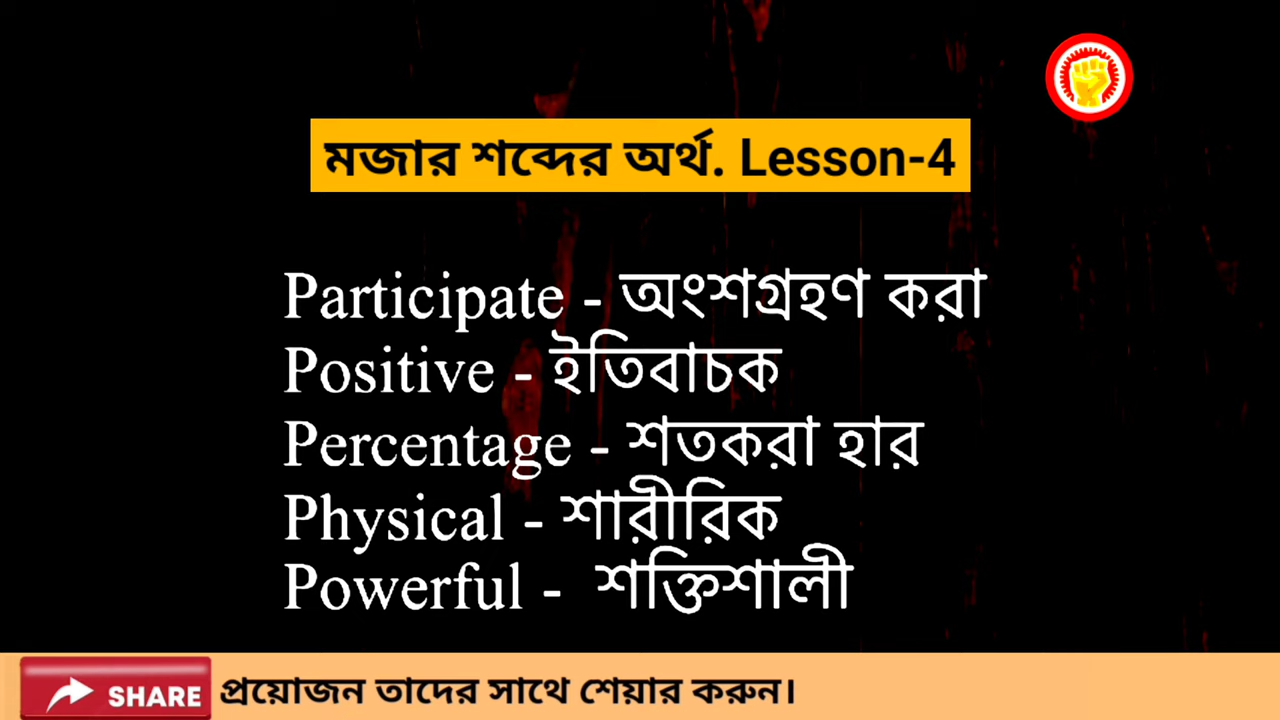 মজার শব্দের অর্থ. Lesson-4
Participate - অংশগ্রহণ করা
Positive - ইতিবাচক
Percentage - শতকরা হার
Physical - শারীরিক
Powerful - শক্তিশালী
SHARE প্রয়োজন তাদের সাথে শেয়ার করুন।